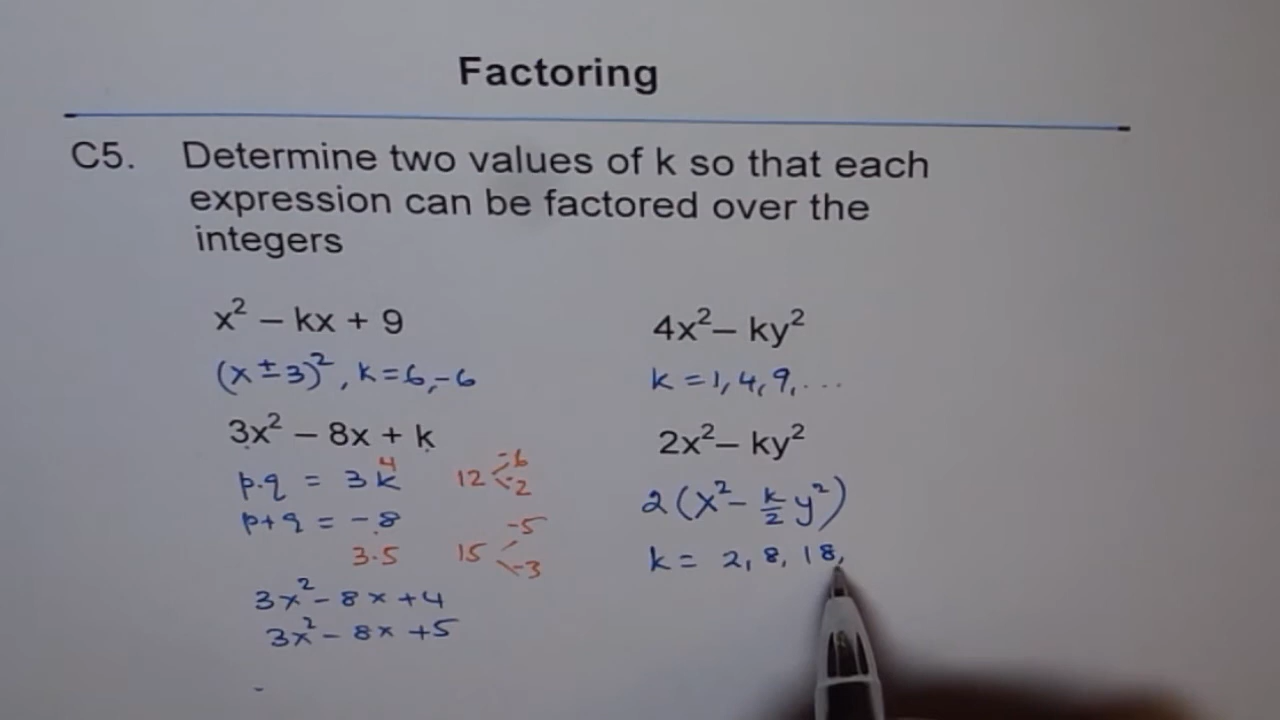 Factoring
C5. Determine two values of k so that each
expression can be factored over the
integers
x² – kx + 9
(x ± 3)², k = 6, -6
3x² – 8x + k
p·q = 3k
4
12
-6
-2
p+q = -8
3·5
15
-5
-3
3x² - 8x + 4
3x² - 8x + 5
4x² – ky²
k = 1, 4, 9, ...
2x² – ky²
2(x² - k/2 y²)
k = 2, 8, 18,